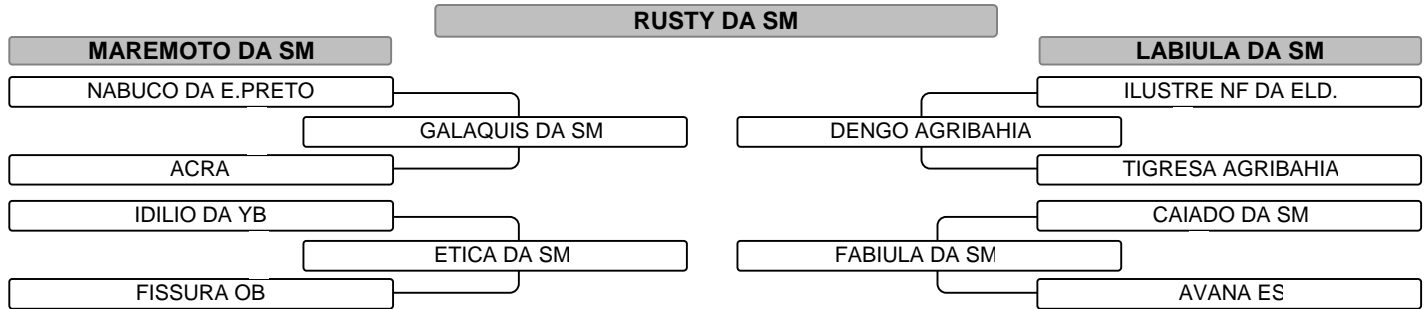 RUSTY DA SM
MAREMOTO DA SM
LABIULA DA SM
NABUCO DA E.PRETO
ILUSTRE NF DA ELD.
GALAQUIS DA SM
DENGO AGRIBAHIA
ACRA
TIGRESA AGRIBAHIA
IDILIO DA YB
CAIADO DA SM
ETICA DA SM
FABIULA DA SM
FISSURA OB
AVANA ES